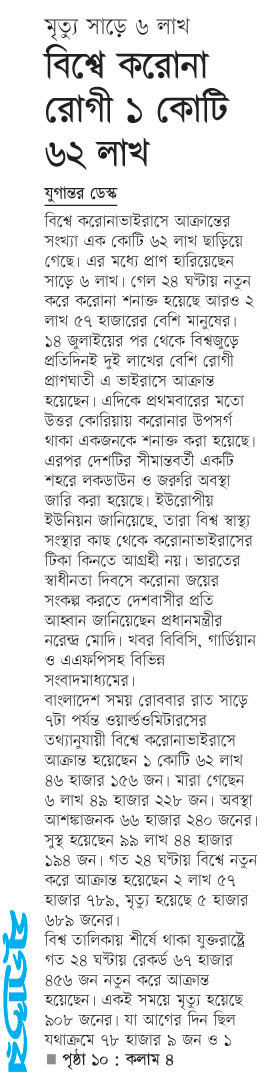 মৃত্যু সাড়ে ৬ লাখ
বিশ্বে করোনা
রোগী ১ কোটি
৬২ লাখ
যুগান্তর ডেস্ক
বিশ্বে করোনাভাইরাসে আক্রান্তের
সংখ্যা এক কোটি ৬২ লাখ ছাড়িয়ে
গেছে। এর মধ্যে প্রাণ হারিয়েছেন
সাড়ে ৬ লাখ। গেল ২৪ ঘণ্টায় নতুন
করে করোনা শনাক্ত হয়েছে আরও ২
লাখ ৫৭ হাজারের বেশি মানুষের।
১৪ জুলাইয়ের পর থেকে বিশ্বজুড়ে
প্রতিদিনই দুই লাখের বেশি রোগী
প্রাণঘাতী এ ভাইরাসে আক্রান্ত
হয়েছেন। এদিকে প্রথমবারের মতো
উত্তর কোরিয়ায় করোনার উপসর্গ
থাকা একজনকে শনাক্ত করা হয়েছে।
এরপর দেশটির সীমান্তবর্তী একটি
শহরে লকডাউন ও জরুরি অবস্থা
জারি করা হয়েছে। ইউরোপীয়
ইউনিয়ন জানিয়েছে, তারা বিশ্ব স্বাস্থ্য
সংস্থার কাছ থেকে করোনাভাইরাসের
টিকা কিনতে আগ্রহী নয়। ভারতের
স্বাধীনতা দিবসে করোনা জয়ের
সংকল্প করতে দেশবাসীর প্রতি
আহ্বান জানিয়েছেন প্রধানমন্ত্রীর
নরেন্দ্র মোদি। খবর বিবিসি, গার্ডিয়ান
ও এএফপিসহ বিভিন্ন
সংবাদমাধ্যমের।
বাংলাদেশ সময় রোববার রাত সাড়ে
৭টা পর্যন্ত ওয়ার্ল্ডওমিটারসের
তথ্যানুযায়ী বিশ্বে করোনাভাইরাসে
আক্রান্ত হয়েছেন ১ কোটি ৬২ লাখ
৪৬ হাজার ১৫৬ জন। মারা গেছেন
৬ লাখ ৪৯ হাজার ২২৮ জন। অবস্থা
আশঙ্কাজনক ৬৬ হাজার ২৪০ জনের।
সুস্থ হয়েছেন ৯৯ লাখ ৪৪ হাজার
১৯৪ জন। গত ২৪ ঘণ্টায় বিশ্বে নতুন
করে আক্রান্ত হয়েছেন ২ লাখ ৫৭
হাজার ৭৮৯, মৃত্যু হয়েছে ৫ হাজার
৬৮৯ জনের।
বিশ্ব তালিকায় শীর্ষে থাকা যুক্তরাষ্ট্রে
গত ২৪ ঘণ্টায় রেকর্ড ৬৭ হাজার
৪৫৬ জন নতুন করে আক্রান্ত
হয়েছেন। একই সময়ে মৃত্যু হয়েছে
৯০৮ জনের। যা আগের দিন ছিল
যথাক্রমে ৭৮ হাজার ৯ জন ও ১
■ পৃষ্ঠা ১০ : কলাম ৪
যুগান্তর